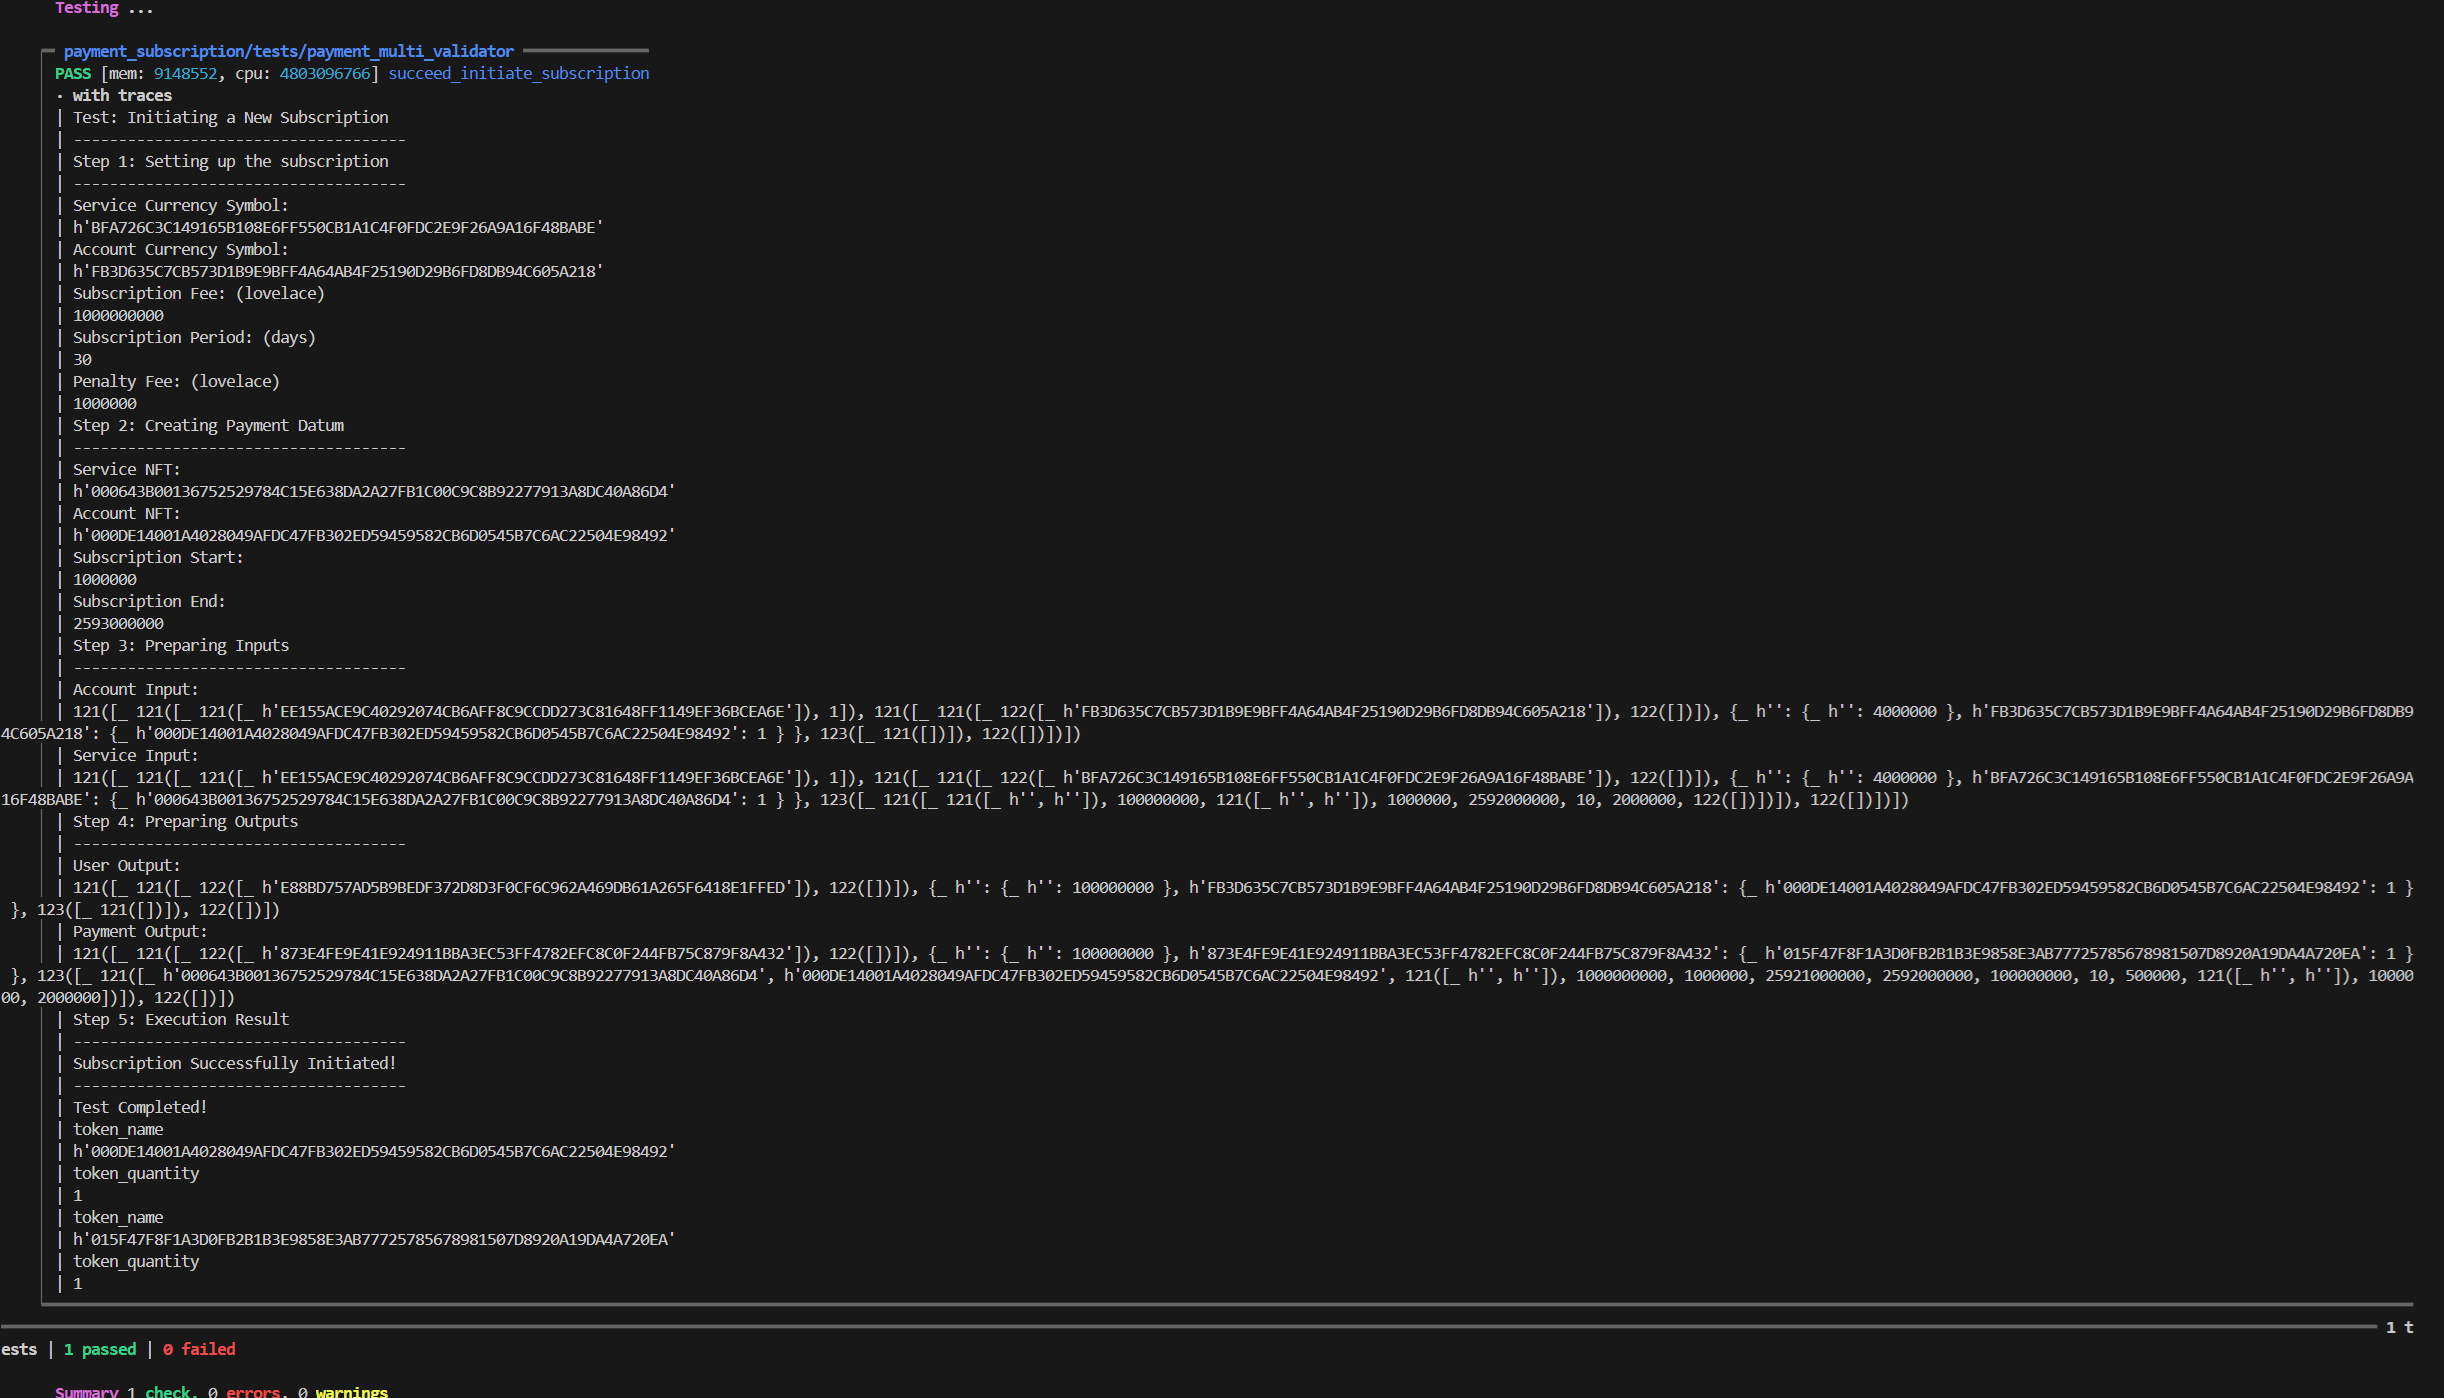 Testing ...
payment_subscription/tests/payment_multi_validator
PASS [mem: 9148552, cpu: 4803096766] succeed_initiate_subscription
· with traces
| Test: Initiating a New Subscription
| -------------------------------------
| Step 1: Setting up the subscription
| -------------------------------------
| Service Currency Symbol:
| h'BFA726C3C149165B108E6FF550CB1A1C4F0FDC2E9F26A9A16F48BABE'
| Account Currency Symbol:
| h'FB3D635C7CB573D1B9E9BFF4A64AB4F25190D29B6FD8DB94C605A218'
| Subscription Fee: (lovelace)
| 1000000000
| Subscription Period: (days)
| 30
| Penalty Fee: (lovelace)
| 1000000
| Step 2: Creating Payment Datum
| -------------------------------------
| Service NFT:
| h'000643B00136752529784C15E638DA2A27FB1C00C9C8B92277913A8DC40A86D4'
| Account NFT:
| h'000DE14001A4028049AFDC47FB302ED59459582CB6D0545B7C6AC22504E98492'
| Subscription Start:
| 1000000
| Subscription End:
| 2593000000
| Step 3: Preparing Inputs
| -------------------------------------
| Account Input:
| 121([_ 121([_ 121([_ h'EE155ACE9C40292074CB6AFF8C9CCDD273C81648FF1149EF36BCEA6E']), 1]), 121([_ 121([_ 122([_ h'FB3D635C7CB573D1B9E9BFF4A64AB4F25190D29B6FD8DB94C605A218']), 122([])]), {_ h'': {_ h'': 4000000 }, h'FB3D635C7CB573D1B9E9BFF4A64AB4F25190D29B6FD8DB9
4C605A218': {_ h'000DE14001A4028049AFDC47FB302ED59459582CB6D0545B7C6AC22504E98492': 1 } }, 123([_ 121([])]), 122([])])])
| Service Input:
| 121([_ 121([_ 121([_ h'EE155ACE9C40292074CB6AFF8C9CCDD273C81648FF1149EF36BCEA6E']), 1]), 121([_ 121([_ 122([_ h'BFA726C3C149165B108E6FF550CB1A1C4F0FDC2E9F26A9A16F48BABE']), 122([])]), {_ h'': {_ h'': 4000000 }, h'BFA726C3C149165B108E6FF550CB1A1C4F0FDC2E9F26A9A
16F48BABE': {_ h'000643B00136752529784C15E638DA2A27FB1C00C9C8B92277913A8DC40A86D4': 1 } }, 123([_ 121([_ 121([_ h'', h'']), 100000000, 121([_ h'', h'']), 1000000, 2592000000, 10, 2000000, 122([])])]), 122([])])])
| Step 4: Preparing Outputs
| -------------------------------------
| User Output:
| 121([_ 121([_ 122([_ h'E88BD757AD5B9BEDF372D8D3F0CF6C962A469DB61A265F6418E1FFED']), 122([])]), {_ h'': {_ h'': 100000000 }, h'FB3D635C7CB573D1B9E9BFF4A64AB4F25190D29B6FD8DB94C605A218': {_ h'000DE14001A4028049AFDC47FB302ED59459582CB6D0545B7C6AC22504E98492': 1 }
}, 123([_ 121([])]), 122([])])
| Payment Output:
| 121([_ 121([_ 122([_ h'873E4FE9E41E924911BBA3EC53FF4782EFC8C0F244FB75C879F8A432']), 122([])]), {_ h'': {_ h'': 100000000 }, h'873E4FE9E41E924911BBA3EC53FF4782EFC8C0F244FB75C879F8A432': {_ h'015F47F8F1A3D0FB2B1B3E9858E3AB77725785678981507D8920A19DA4A720EA': 1 }
}, 123([_ 121([_ h'000643B00136752529784C15E638DA2A27FB1C00C9C8B92277913A8DC40A86D4', h'000DE14001A4028049AFDC47FB302ED59459582CB6D0545B7C6AC22504E98492', 121([_ h'', h'']), 1000000000, 1000000, 25921000000, 2592000000, 100000000, 10, 500000, 121([_ h'', h'']), 10000
00, 2000000])]), 122([])])
| Step 5: Execution Result
| -------------------------------------
| Subscription Successfully Initiated!
| -------------------------------------
| Test Completed!
| token_name
| h'000DE14001A4028049AFDC47FB302ED59459582CB6D0545B7C6AC22504E98492'
| token_quantity
| 1
| token_name
| h'015F47F8F1A3D0FB2B1B3E9858E3AB77725785678981507D8920A19DA4A720EA'
| token_quantity
| 1
1 t
ests | 1 passed | 0 failed
Summary 1 check, 0 errors, 0 warnings